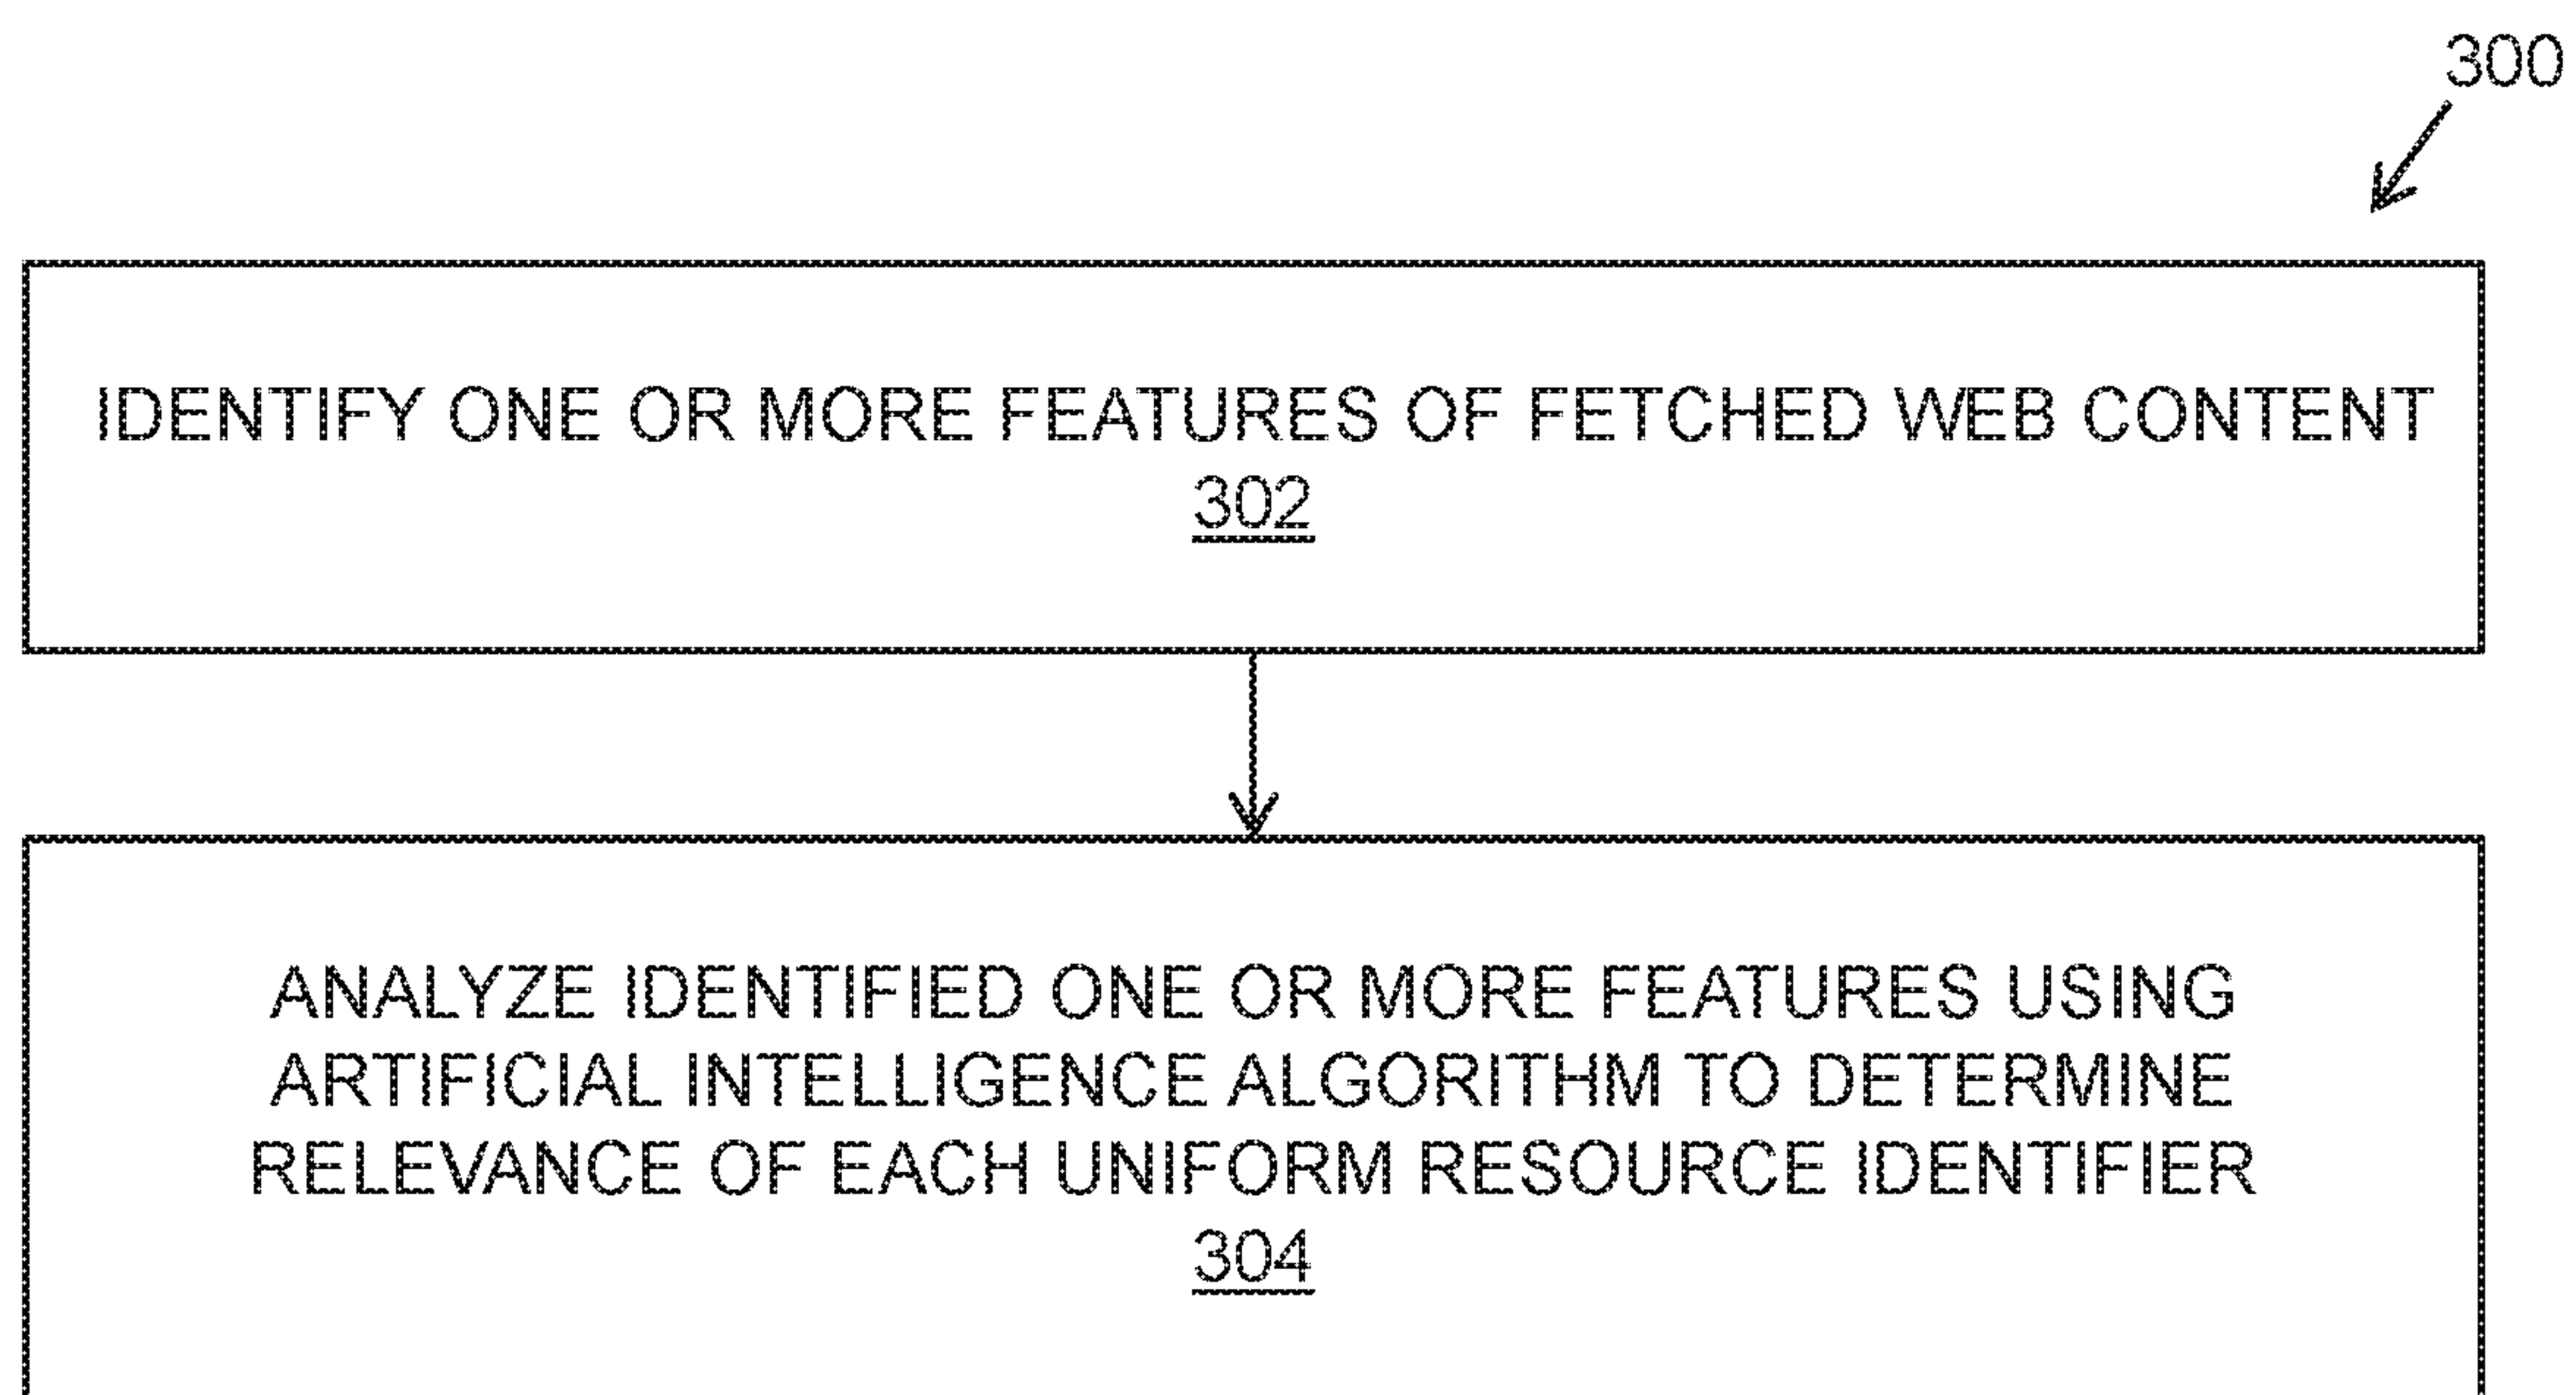 300
IDENTIFY ONE OR MORE FEATURES OF FETCHED WEB CONTENT
302
ANALYZE IDENTIFIED ONE OR MORE FEATURES USING
ARTIFICIAL INTELLIGENCE ALGORITHM TO DETERMINE
RELEVANCE OF EACH UNIFORM RESOURCE IDENTIFIER
304